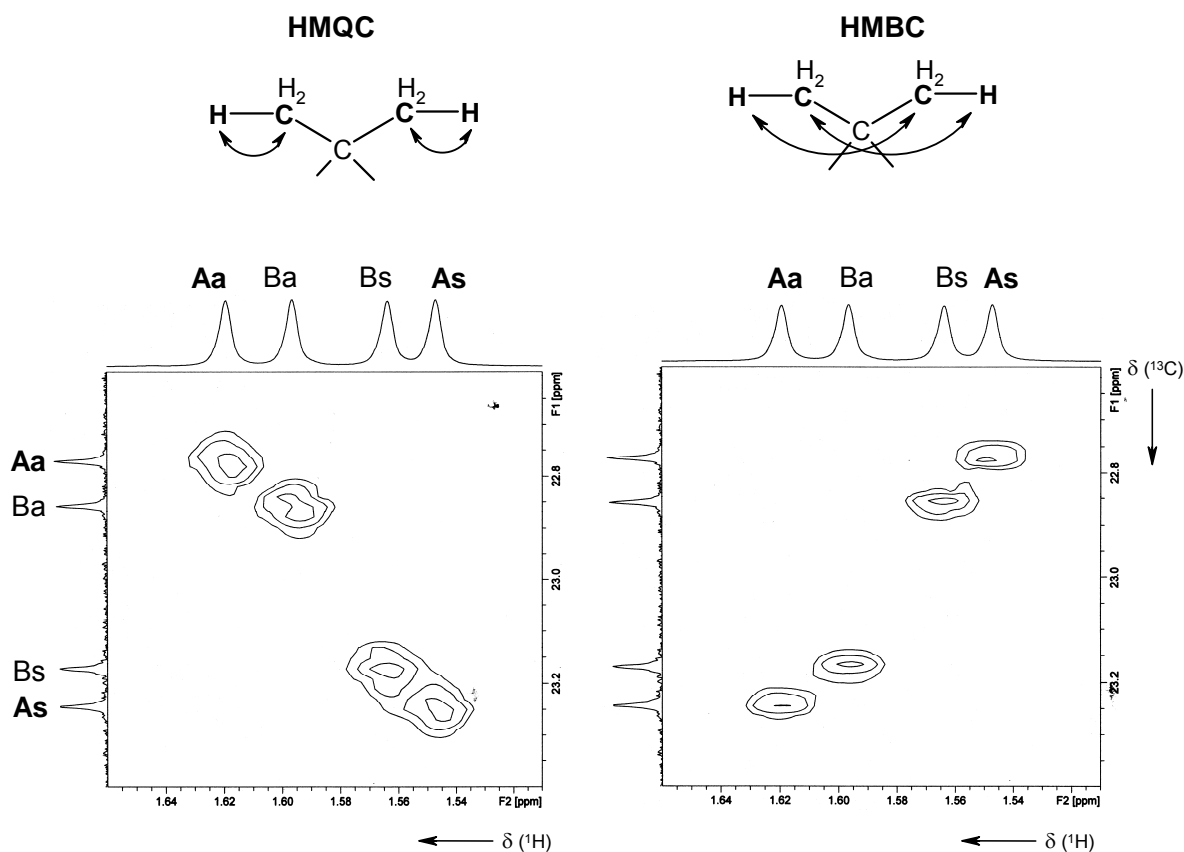 HMQC
H₂ H₂
H C C H
C
Aa Ba Bs As
Aa
Ba
Bs
As
F1 [ppm]
22.8
23.0
23.2
1.64 1.62 1.60 1.58 1.56 1.54 F2 [ppm]
δ (¹H)
HMBC
H₂ H₂
H C C H
C
Aa Ba Bs As
δ (¹³C)
F1 [ppm]
22.8
23.0
23.2
1.64 1.62 1.60 1.58 1.56 1.54 F2 [ppm]
δ (¹H)